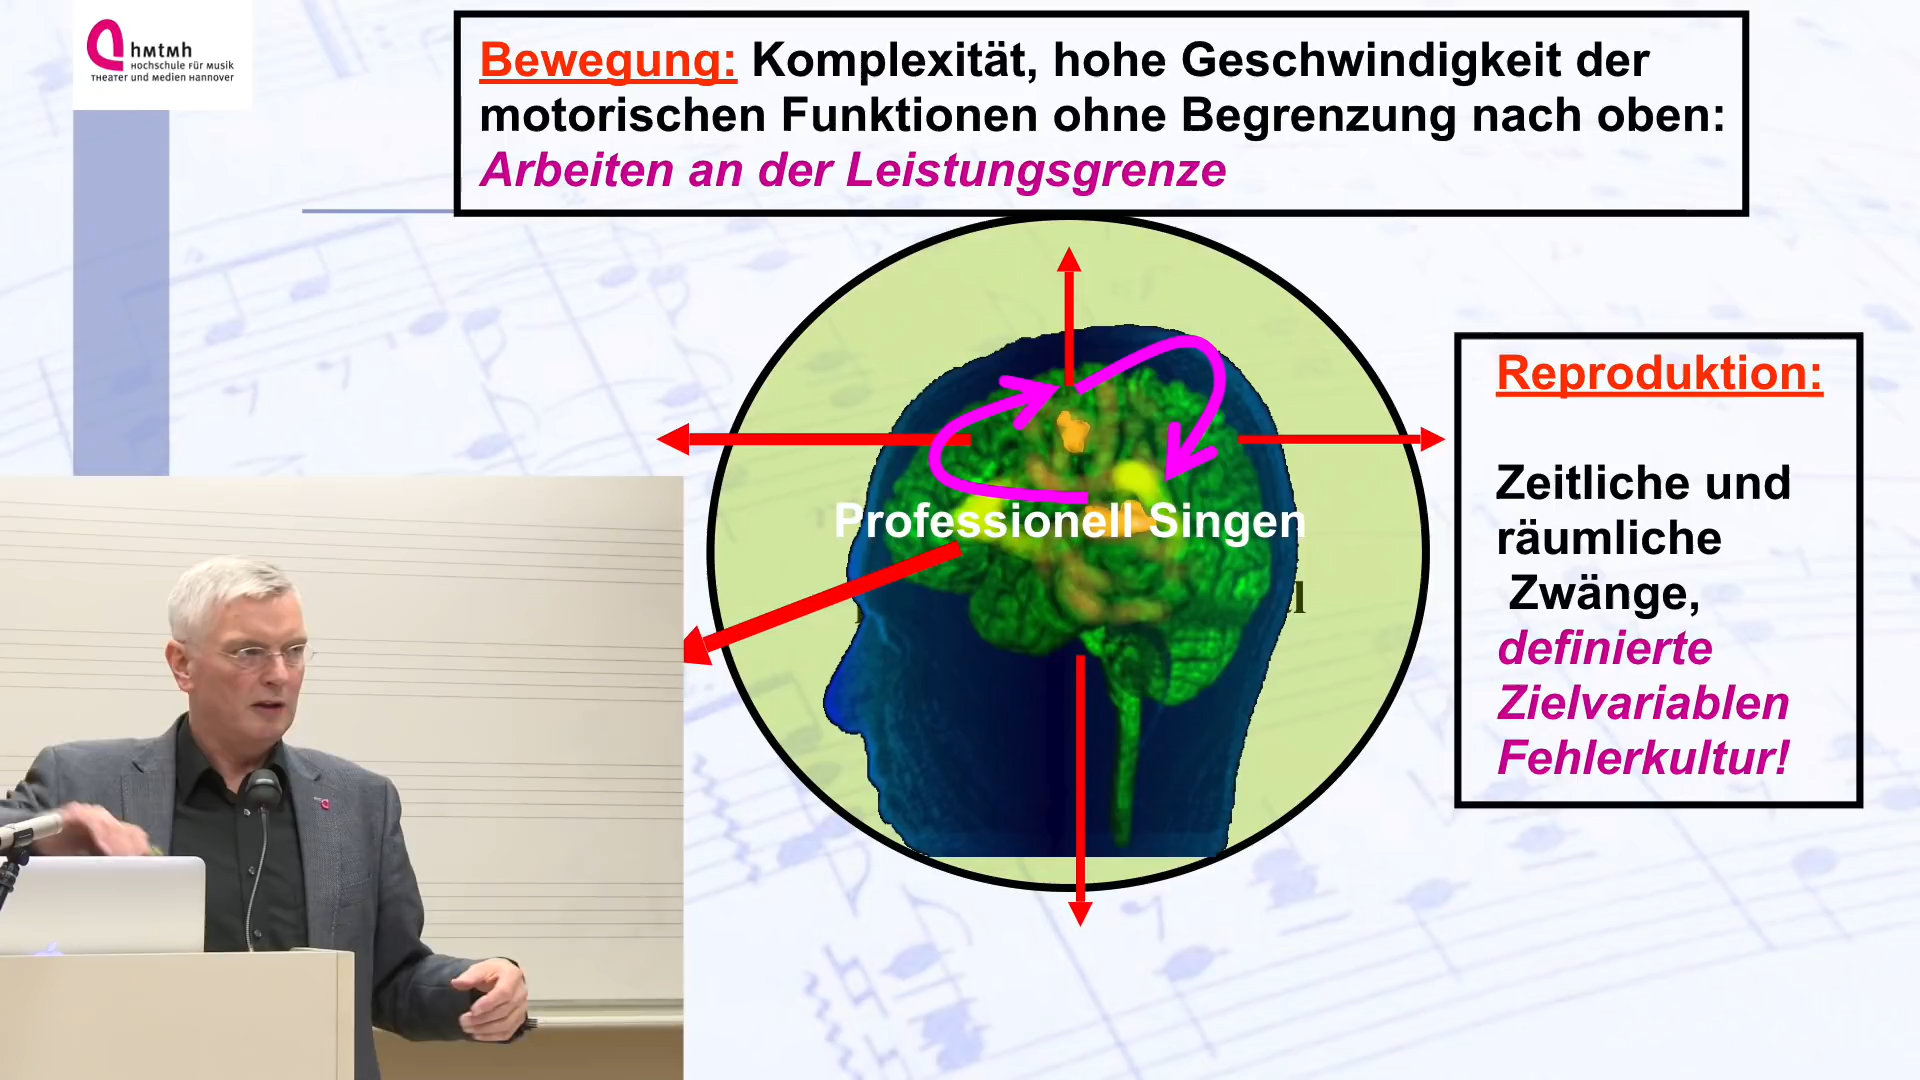 hmtmh
Hochschule für Musik
Theater und Medien Hannover
Bewegung: Komplexität, hohe Geschwindigkeit der
motorischen Funktionen ohne Begrenzung nach oben:
Arbeiten an der Leistungsgrenze
Professionell Singen
Reproduktion:
Zeitliche und
räumliche
Zwänge,
definierte
Zielvariablen
Fehlerkultur!